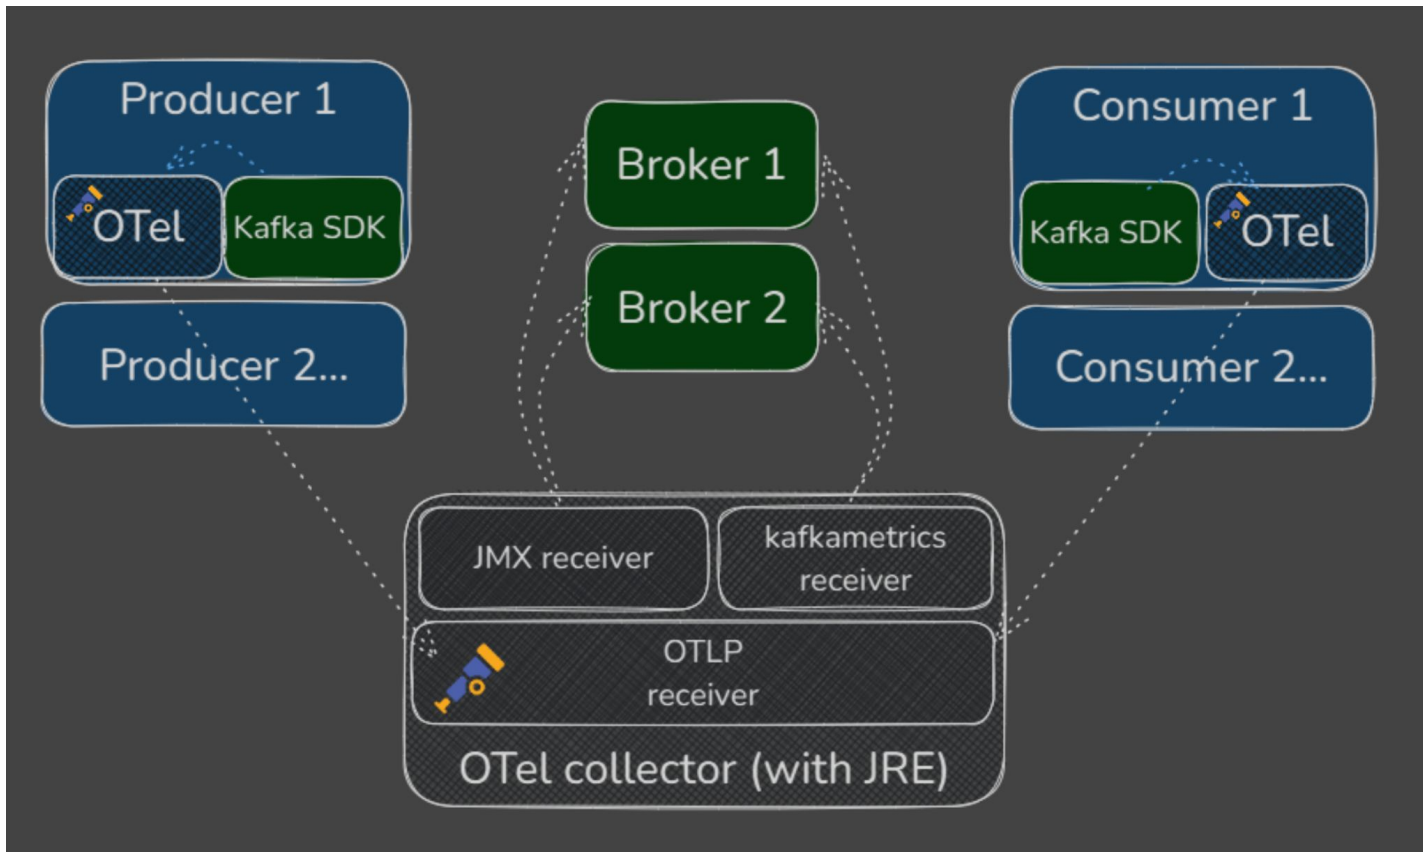 Producer 1
OTel
Kafka SDK
Producer 2...
Broker 1
Broker 2
Consumer 1
Kafka SDK
OTel
Consumer 2...
JMX receiver
kafkametrics
receiver
OTLP
receiver
OTel collector (with JRE)